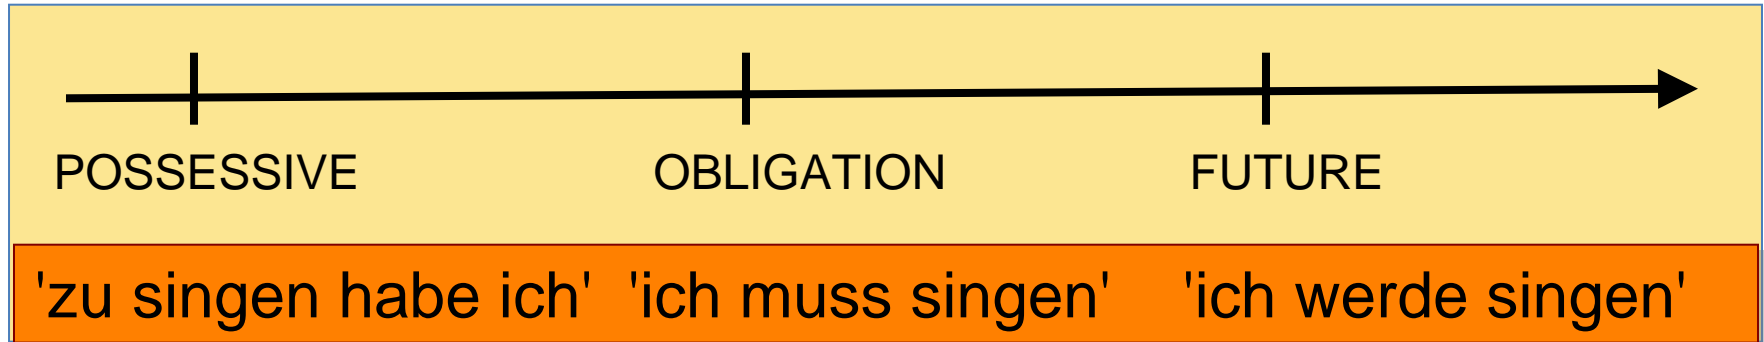 POSSESSIVE OBLIGATION FUTURE
'zu singen habe ich' 'ich muss singen' 'ich werde singen'